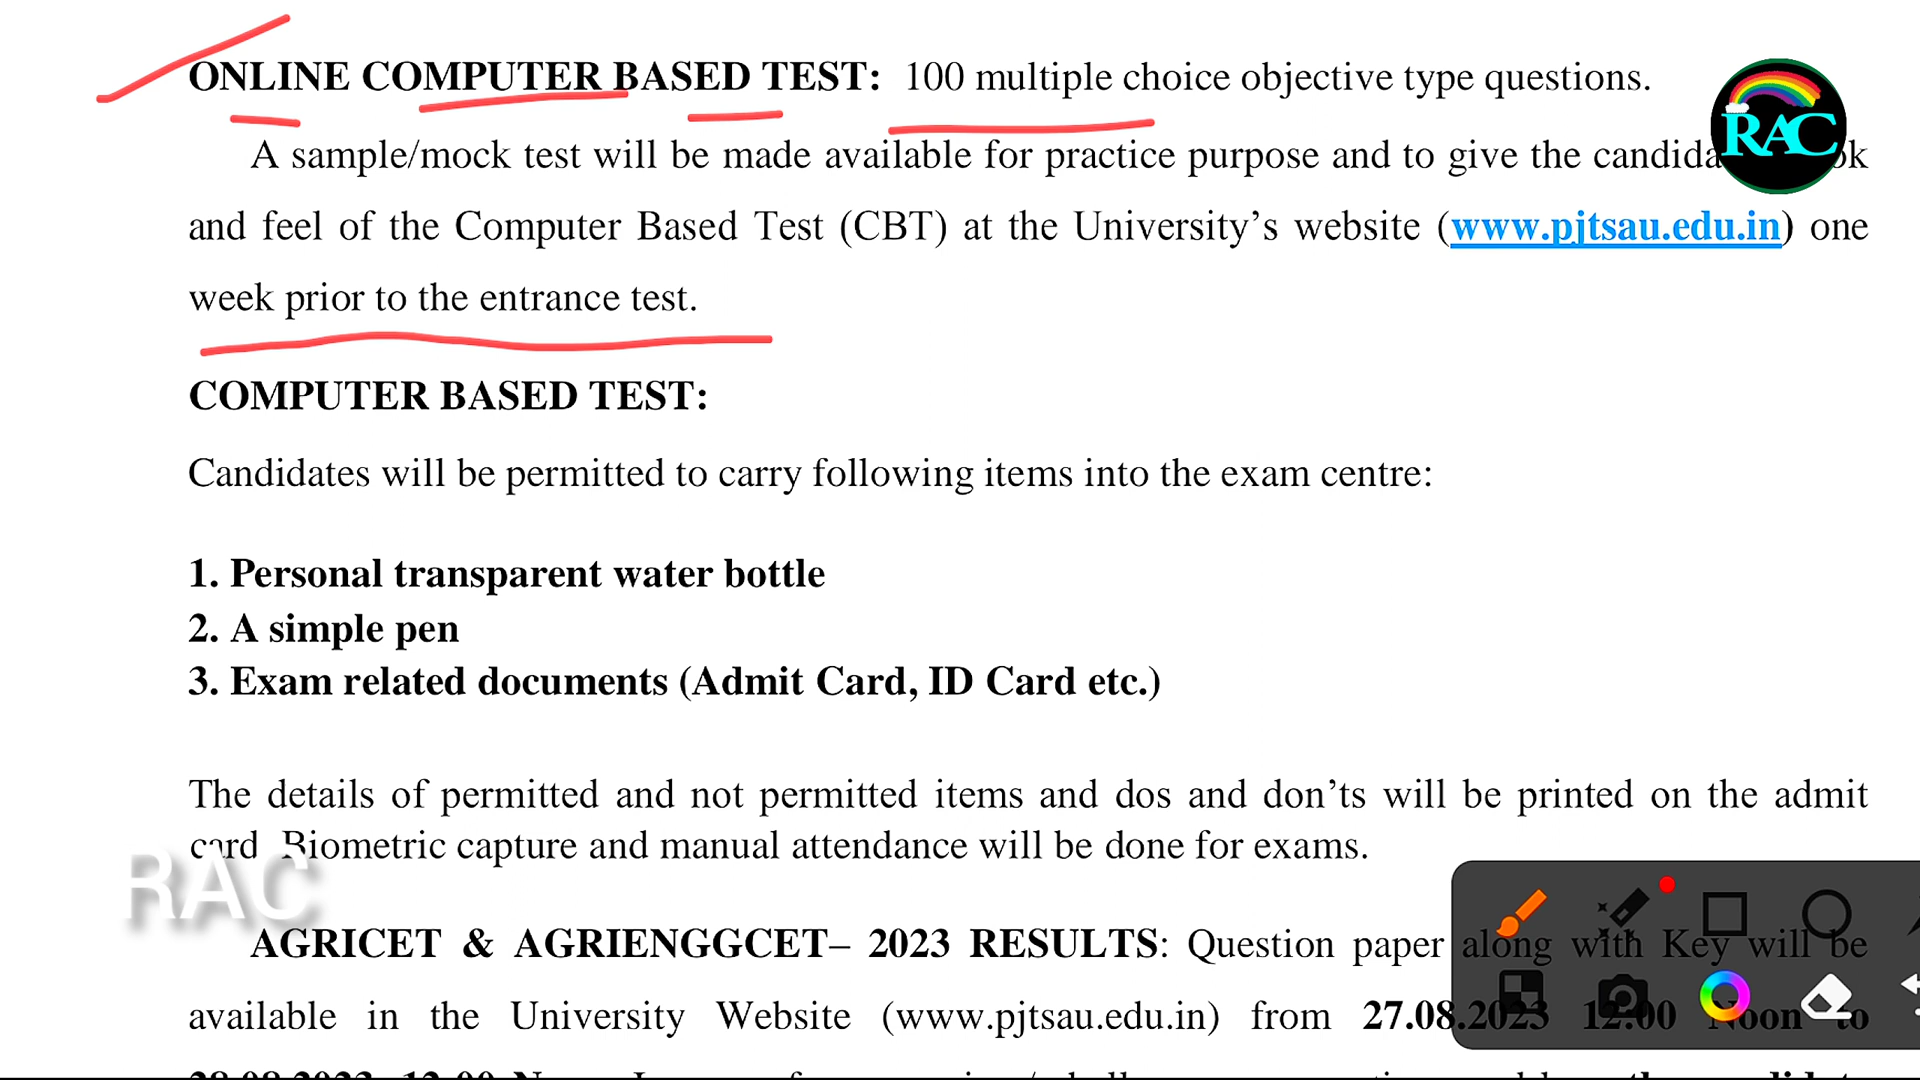 ONLINE COMPUTER BASED TEST: 100 multiple choice objective type questions.
RAC
A sample/mock test will be made available for practice purpose and to give the
and feel of the Computer Based Test (CBT) at the University’s website (www.pjtsau.edu.in) one
week prior to the entrance test.
COMPUTER BASED TEST:
Candidates will be permitted to carry following items into the exam centre:
1. Personal transparent water bottle
2. A simple pen
3. Exam related documents (Admit Card, ID Card etc.)
The details of permitted and not permitted items and dos and don’ts will be printed on the admit
card Biometric capture and manual attendance will be done for exams.
RAC
AGRICET & AGRIENGGCET– 2023 RESULTS: Question paper along with Key will be
available in the University Website (www.pjtsau.edu.in) from 27.08.2023 12:00 Noon to